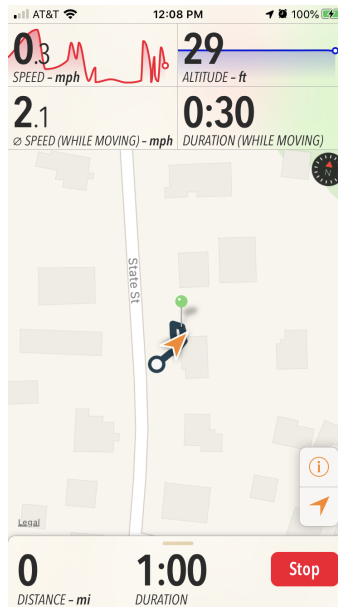 AT&T 12:08 PM 100%
0.3 29
SPEED – mph ALTITUDE – ft
2.1 0:30
⌀ SPEED (WHILE MOVING) – mph DURATION (WHILE MOVING)
N
State St
i
Legal
0 1:00 Stop
DISTANCE – mi DURATION